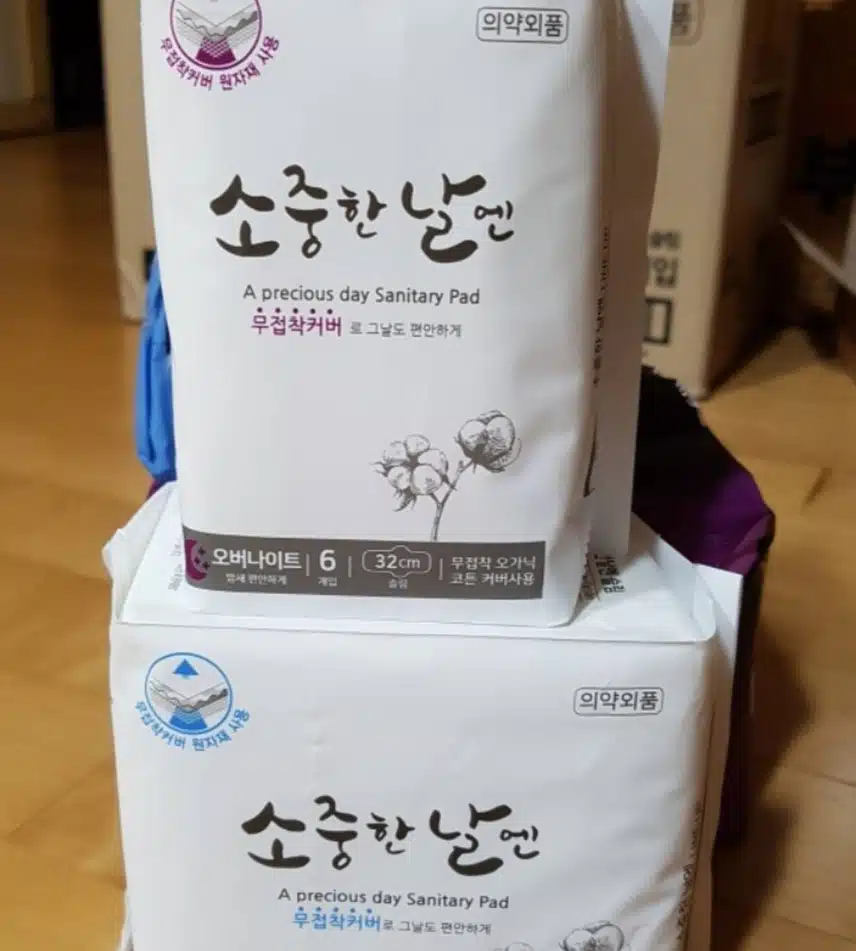 의약외품
무접착커버 원자재 사용
소중한 날엔
A precious day Sanitary Pad
무접착커버로 그날도 편안하게
오버나이트 | 6 | 32cm | 무접착 오가닉
밤새 편안하게 개입 슬림 코튼 커버사용
의약외품
무접착커버 원자재 사용
소중한 날엔
A precious day Sanitary Pad
무접착커버로 그날도 편안하게